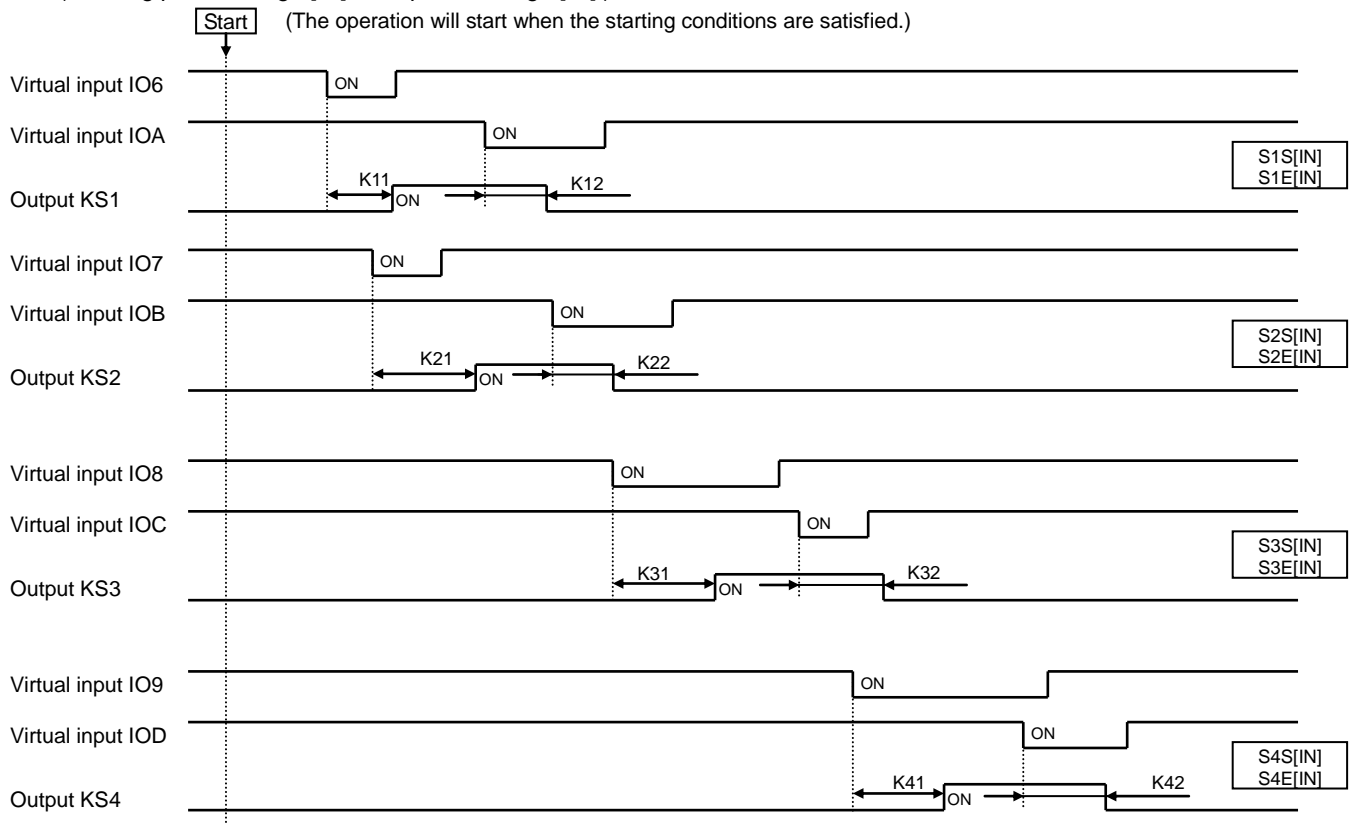 Start (The operation will start when the starting conditions are satisfied.)
Virtual input IO6
ON
Virtual input IOA
ON
S1S[IN]
S1E[IN]
Output KS1
K11
ON
K12
Virtual input IO7
ON
Virtual input IOB
ON
S2S[IN]
S2E[IN]
Output KS2
K21
ON
K22
Virtual input IO8
ON
Virtual input IOC
ON
S3S[IN]
S3E[IN]
Output KS3
K31
ON
K32
Virtual input IO9
ON
Virtual input IOD
ON
S4S[IN]
S4E[IN]
Output KS4
K41
ON
K42